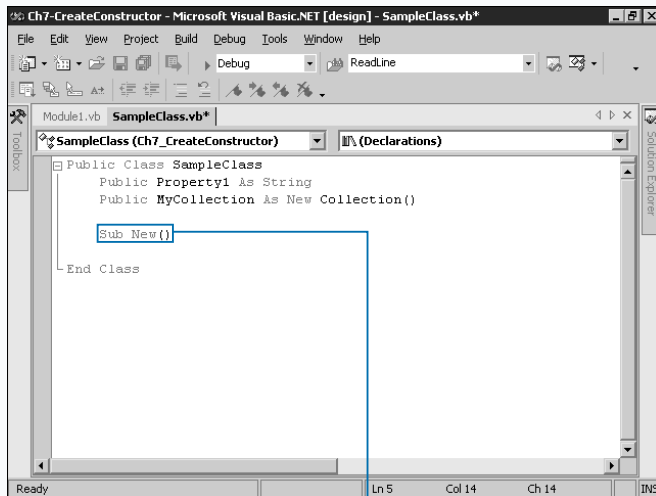 Ch7-CreateConstructor - Microsoft Visual Basic.NET [design] - SampleClass.vb*
File Edit View Project Build Debug Tools Window Help
Debug ReadLine
Module1.vb SampleClass.vb*
SampleClass (Ch7_CreateConstructor) (Declarations)
Toolbox
Solution Explorer
Public Class SampleClass
Public Property1 As String
Public MyCollection As New Collection()
Sub New()
End Class
Ready Ln 5 Col 14 Ch 14 INS